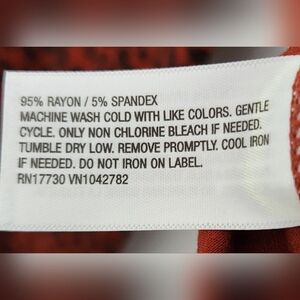 95% RAYON / 5% SPANDEX
MACHINE WASH COLD WITH LIKE COLORS. GENTLE
CYCLE. ONLY NON CHLORINE BLEACH IF NEEDED.
TUMBLE DRY LOW. REMOVE PROMPTLY. COOL IRON
IF NEEDED. DO NOT IRON ON LABEL.
RN17730 VN1042782